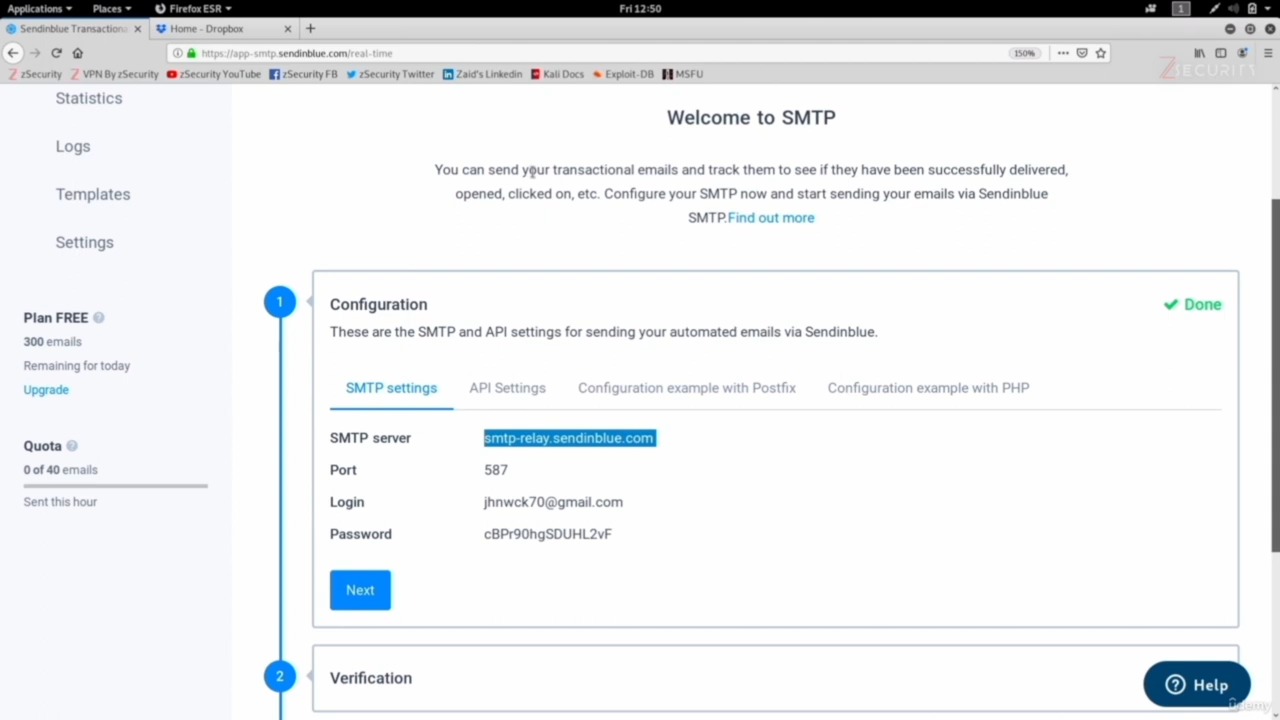 Applications Places Firefox ESR Fri 12:50 1
Sendinblue Transactiona Home - Dropbox
https://app-smtp.sendinblue.com/real-time 150%
zSecurity VPN By zSecurity zSecurity YouTube zSecurity FB zSecurity Twitter Zaid's Linkedin Kali Docs Exploit-DB MSFU
ZSECURITY
Statistics
Logs
Templates
Settings
Plan FREE
300 emails
Remaining for today
Upgrade
Quota
0 of 40 emails
Sent this hour
Welcome to SMTP
You can send your transactional emails and track them to see if they have been successfully delivered,
opened, clicked on, etc. Configure your SMTP now and start sending your emails via Sendinblue
SMTP.Find out more
1
Configuration
Done
These are the SMTP and API settings for sending your automated emails via Sendinblue.
SMTP settings API Settings Configuration example with Postfix Configuration example with PHP
SMTP server smtp-relay.sendinblue.com
Port 587
Login jhnwck70@gmail.com
Password cBPr90hgSDUHL2vF
Next
2
Verification
Help
ûdemy